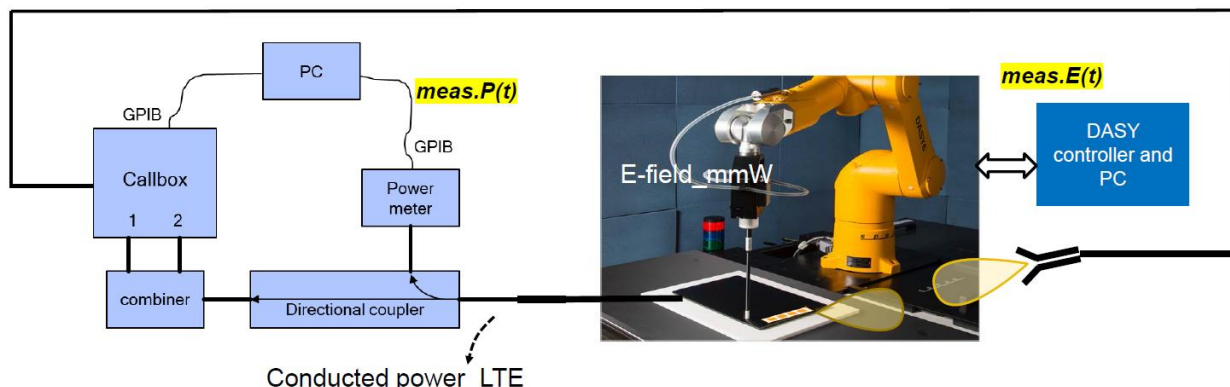 PC
meas.P(t)
meas.E(t)
GPIB
GPIB
DASY
controller and
PC
Callbox
1 2
Power
meter
E-field_mmW
DASY6
combiner
Directional coupler
Conducted power LTE